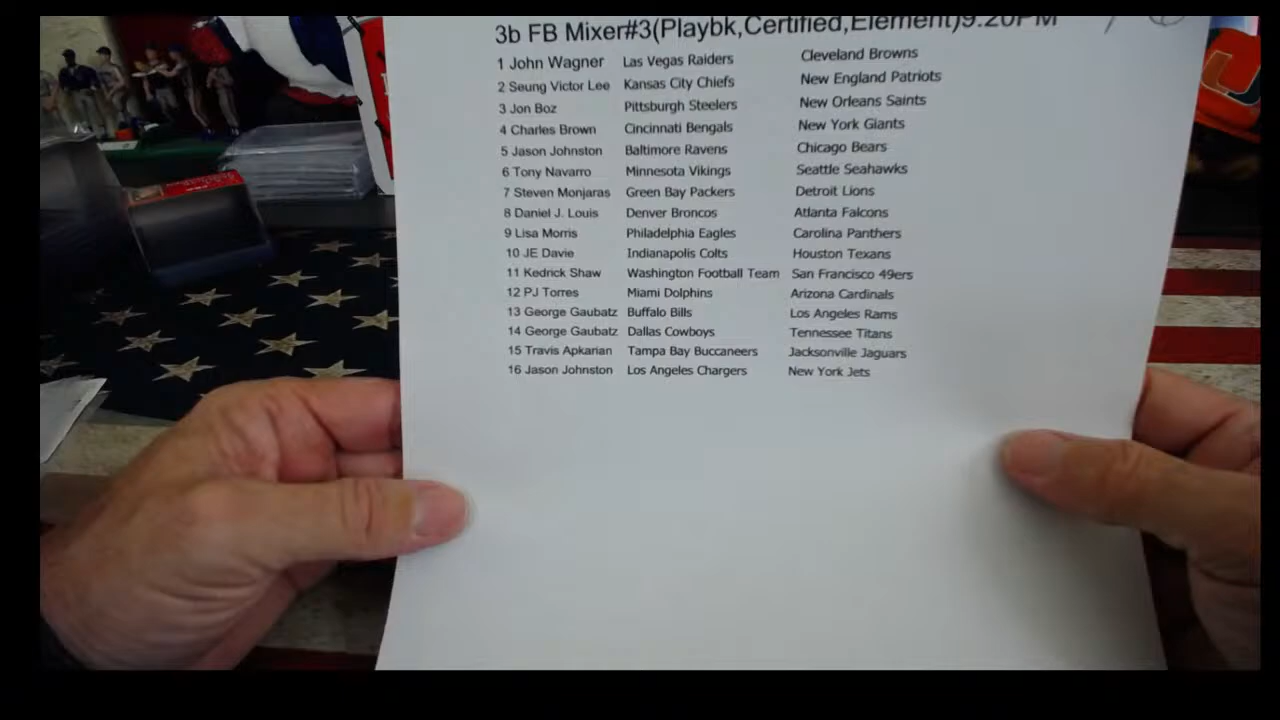 3b FB Mixer#3(Playbk,Certified,Element)9:20PM
1 John Wagner Las Vegas Raiders Cleveland Browns
2 Seung Victor Lee Kansas City Chiefs New England Patriots
3 Jon Boz Pittsburgh Steelers New Orleans Saints
4 Charles Brown Cincinnati Bengals New York Giants
5 Jason Johnston Baltimore Ravens Chicago Bears
6 Tony Navarro Minnesota Vikings Seattle Seahawks
7 Steven Monjaras Green Bay Packers Detroit Lions
8 Daniel J. Louis Denver Broncos Atlanta Falcons
9 Lisa Morris Philadelphia Eagles Carolina Panthers
10 JE Davie Indianapolis Colts Houston Texans
11 Kedrick Shaw Washington Football Team San Francisco 49ers
12 PJ Torres Miami Dolphins Arizona Cardinals
13 George Gaubatz Buffalo Bills Los Angeles Rams
14 George Gaubatz Dallas Cowboys Tennessee Titans
15 Travis Apkarian Tampa Bay Buccaneers Jacksonville Jaguars
16 Jason Johnston Los Angeles Chargers New York Jets